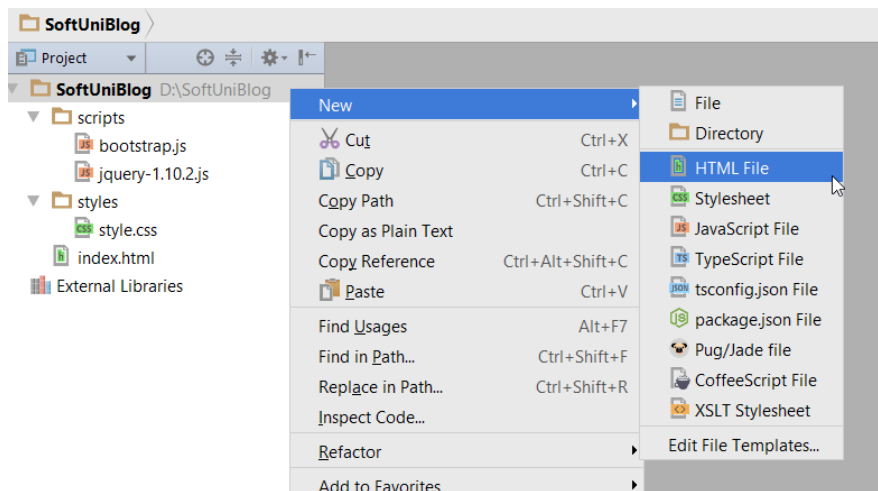 SoftUniBlog
Project
SoftUniBlog D:\SoftUniBlog
scripts
bootstrap.js
jquery-1.10.2.js
styles
style.css
index.html
External Libraries
New
Cut Ctrl+X
Copy Ctrl+C
Copy Path Ctrl+Shift+C
Copy as Plain Text
Copy Reference Ctrl+Alt+Shift+C
Paste Ctrl+V
Find Usages Alt+F7
Find in Path... Ctrl+Shift+F
Replace in Path... Ctrl+Shift+R
Inspect Code...
Refactor
Add to Favorites
File
Directory
HTML File
Stylesheet
JavaScript File
TypeScript File
tsconfig.json File
package.json File
Pug/Jade file
CoffeeScript File
XSLT Stylesheet
Edit File Templates...